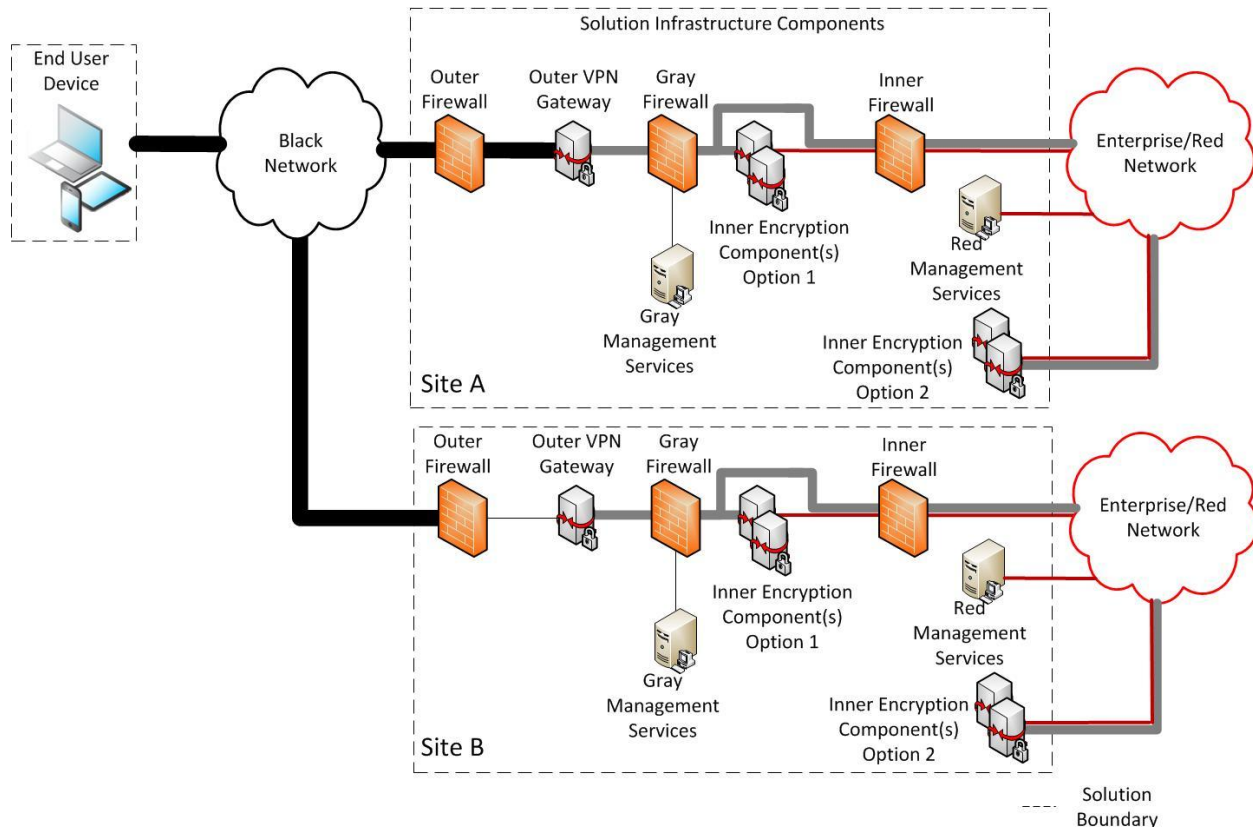 Solution Infrastructure Components
End User
Device
Black
Network
Outer
Firewall
Outer VPN
Gateway
Gray
Firewall
Inner
Firewall
Enterprise/Red
Network
Inner Encryption
Component(s)
Option 1
Gray
Management
Services
Red
Management
Services
Inner Encryption
Component(s)
Option 2
Site A
Outer
Firewall
Outer VPN
Gateway
Gray
Firewall
Inner
Firewall
Enterprise/Red
Network
Inner Encryption
Component(s)
Option 1
Gray
Management
Services
Red
Management
Services
Inner Encryption
Component(s)
Option 2
Site B
Solution
Boundary